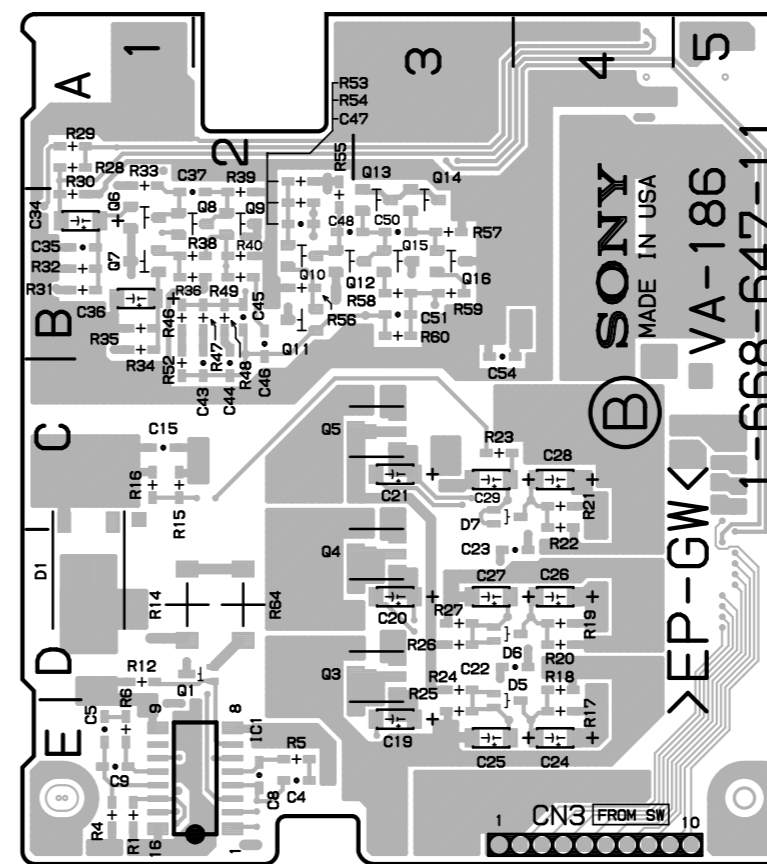 1
2
3
4
5
A
R53
R54
C47
R29
R28
R30
R33
C37
R39
R55
Q13
Q14
C34
Q6
Q8
Q9
C48
C50
R57
C35
R32
R31
Q7
R38
R40
Q10
Q12
Q15
Q16
R36
R49
R58
R59
C36
B
R46
C45
R56
C51
R60
R35
R34
R52
R47
R48
C46
Q11
C43
C44
C54
SONY
MADE IN USA
VA-186
1-668-647-11
B
>EP-GW<
C
C15
R16
R15
Q5
C21
R23
C28
C29
R21
D7
R22
C23
D1
Q4
R14
R64
C20
C27
C26
R27
R26
R19
D6
R20
C22
D
R12
Q1
Q3
R25
R24
D5
R18
R17
C19
C25
C24
E
C5
R6
9
8
IC1
R5
C9
C8
C4
R4
R1
16
1
8
CN3 FROM SW
1
10